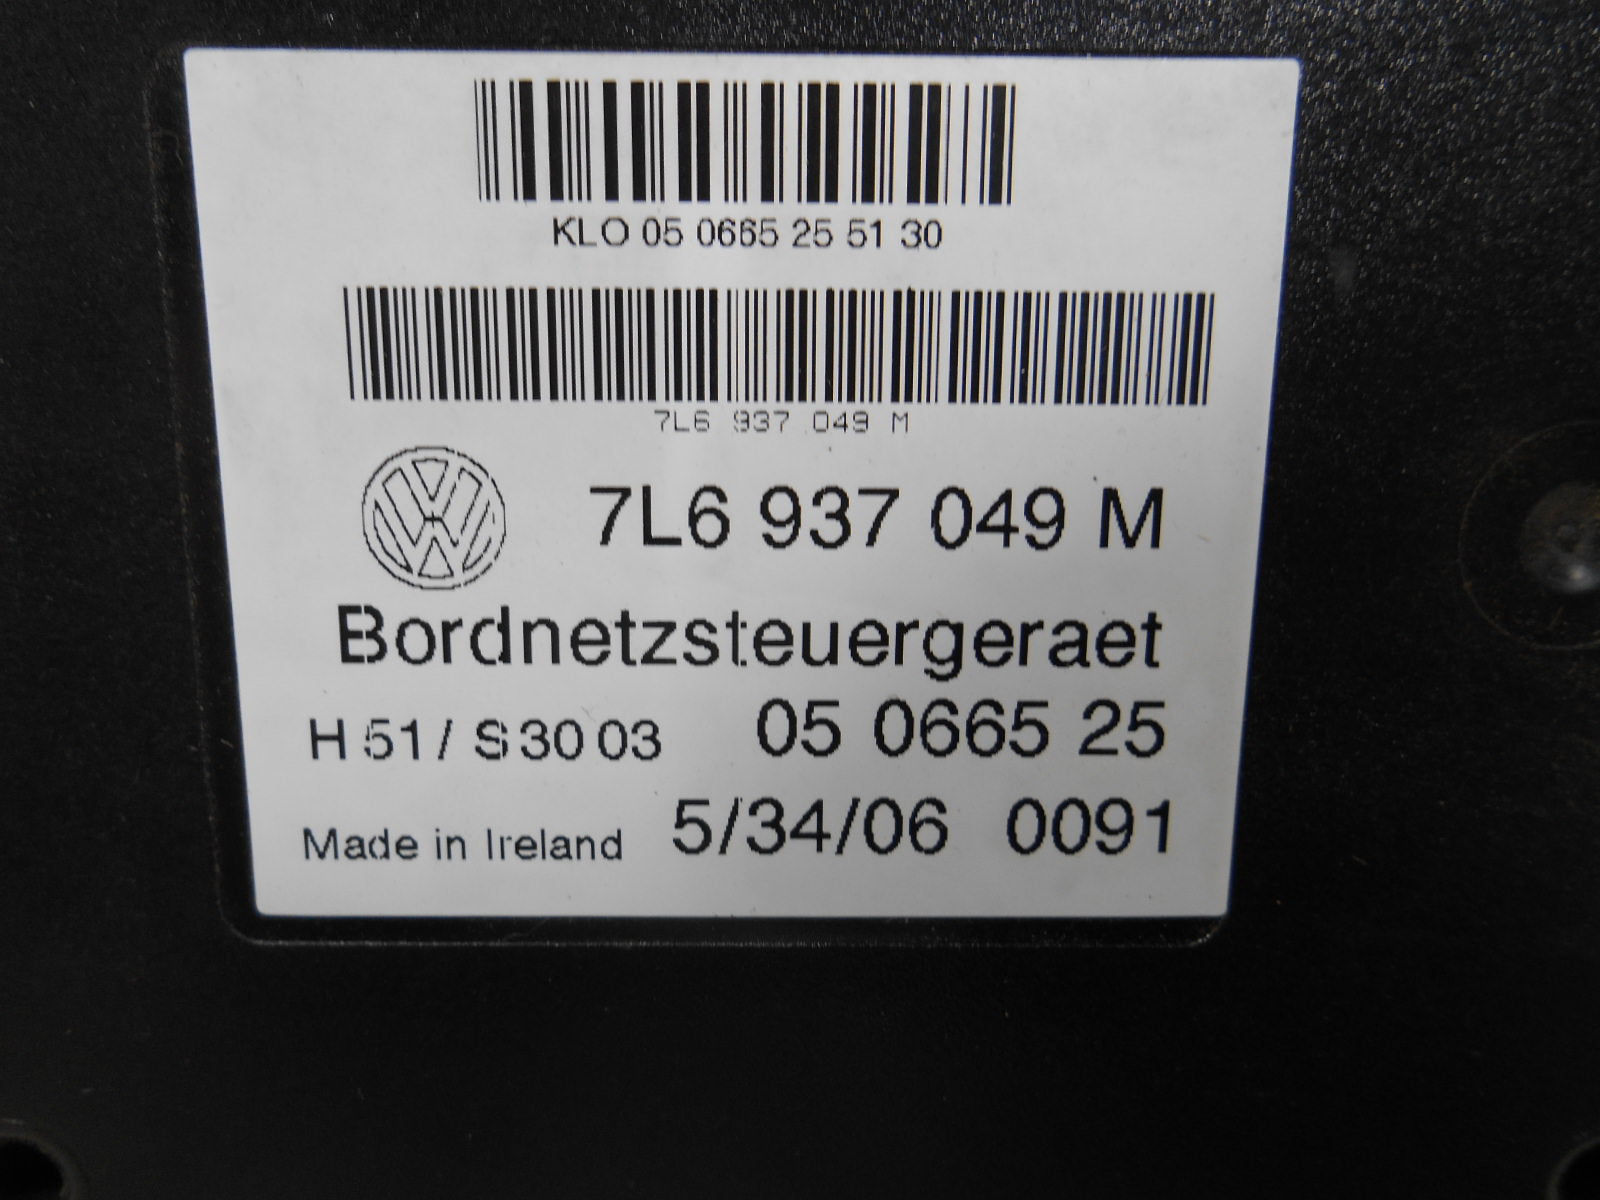 KLO 05 0665 25 51 30
7L6 937 049 M
7L6 937 049 M
Bordnetzsteuergeraet
H 51 / S 30 03 05 0665 25
Made in Ireland 5/34/06 0091